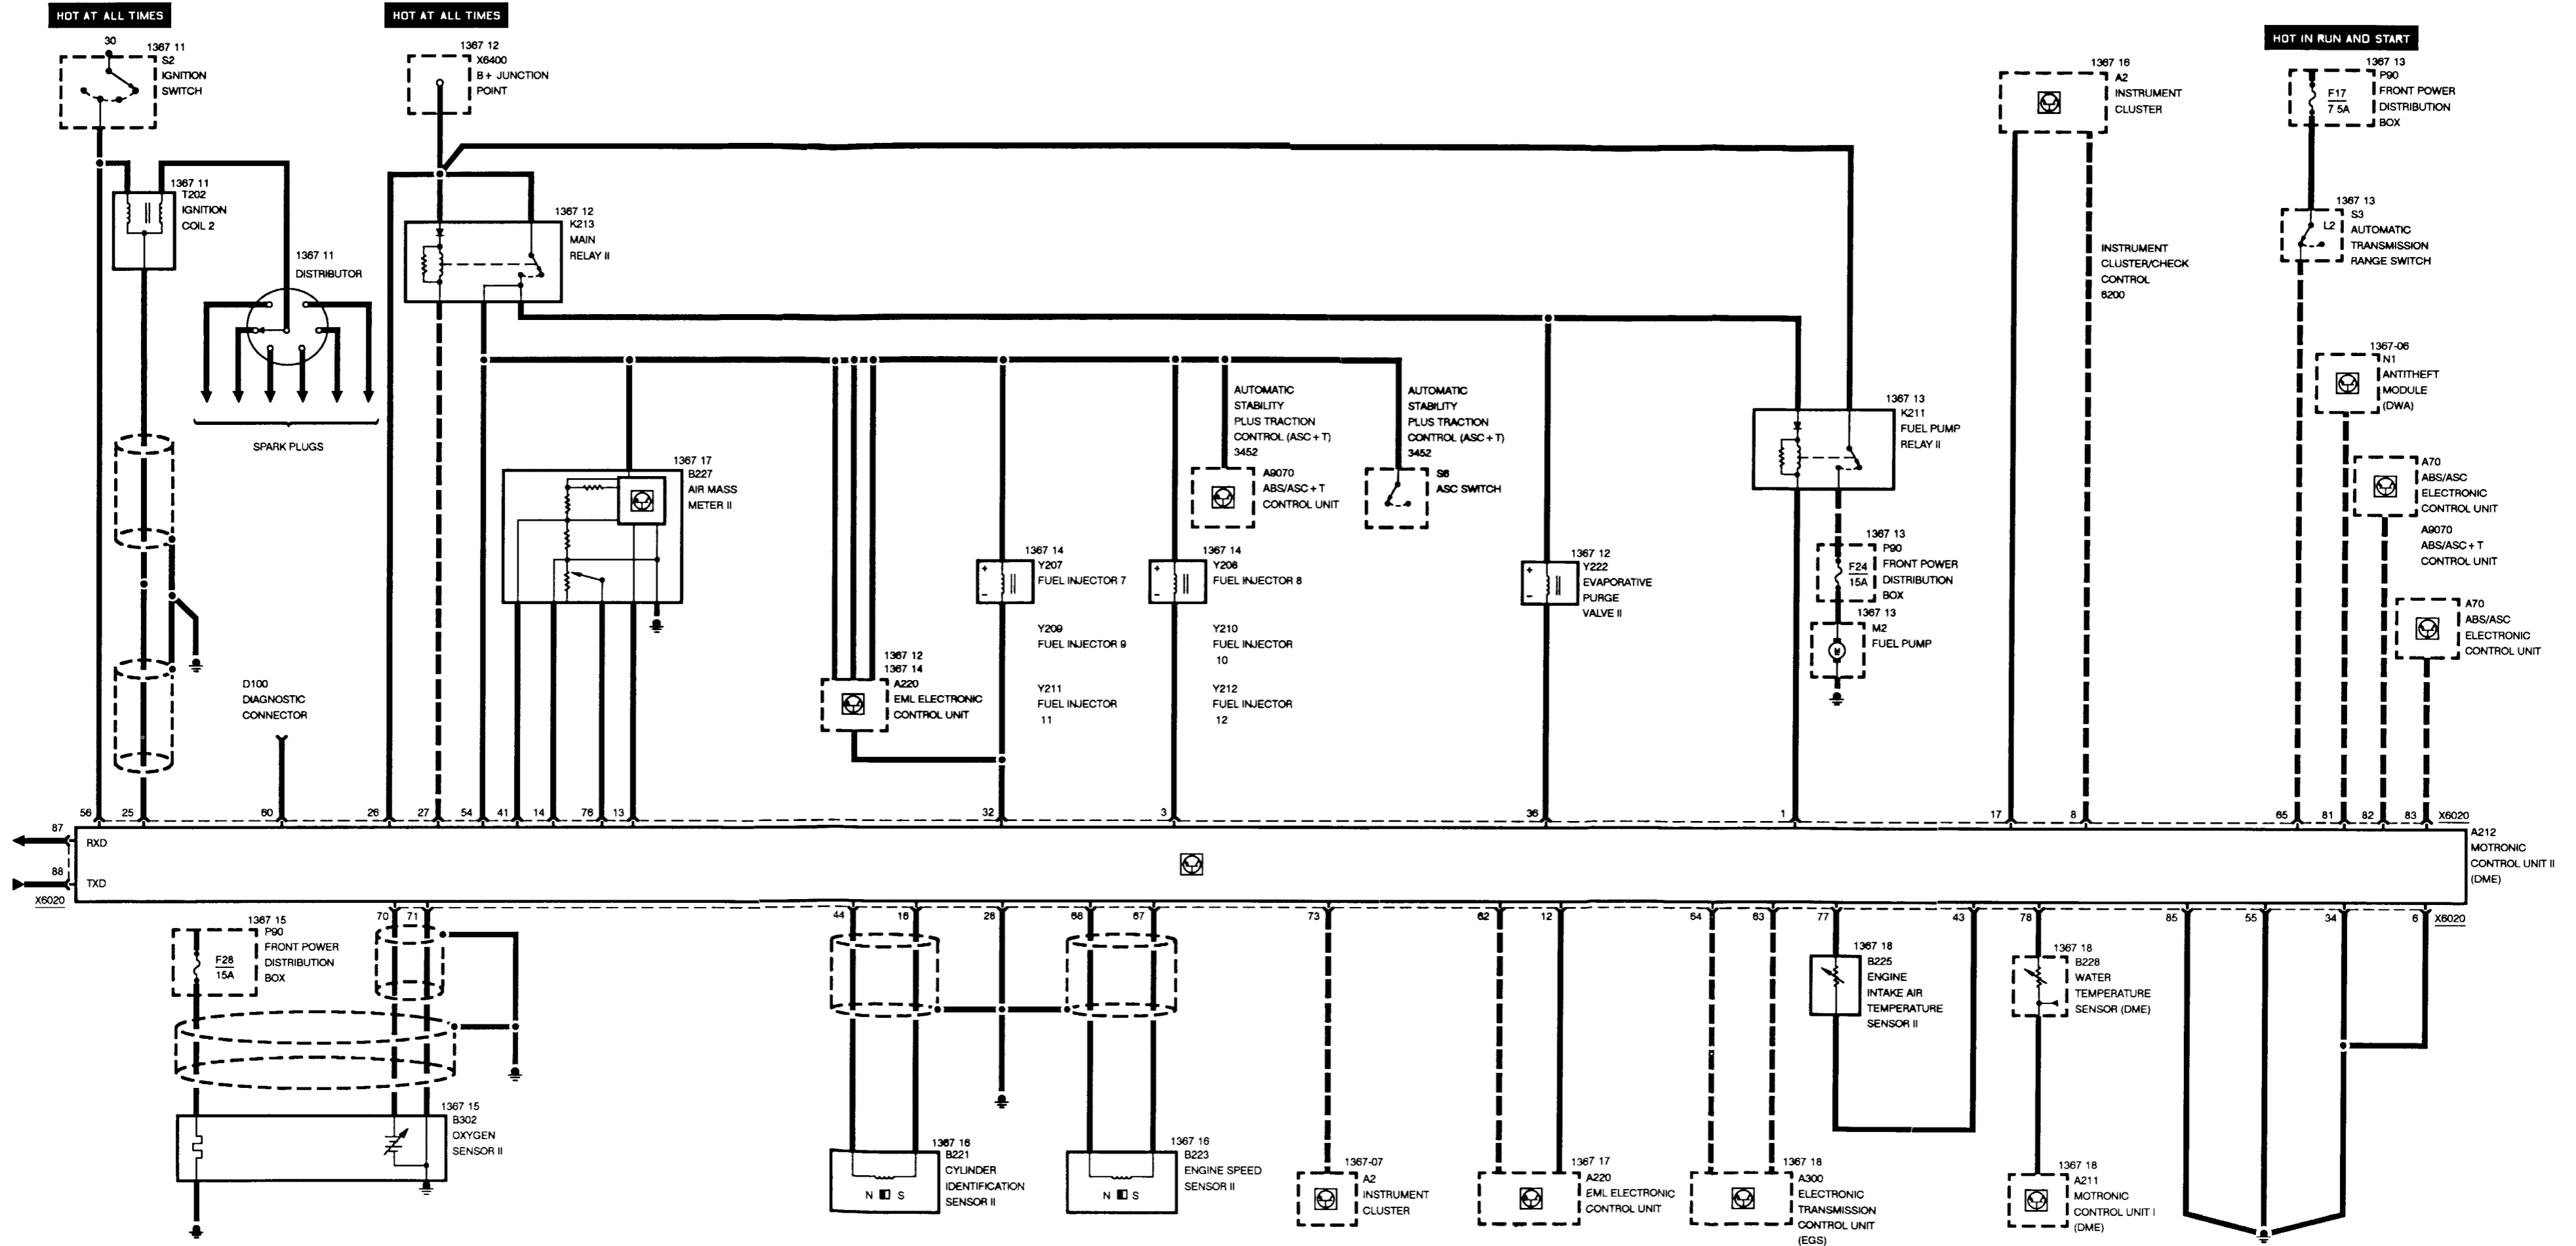 HOT AT ALL TIMES
30
1367 11
S2
IGNITION
SWITCH
HOT AT ALL TIMES
1367 12
X6400
B+ JUNCTION
POINT
1367 16
A2
INSTRUMENT
CLUSTER
HOT IN RUN AND START
1367 13
P90
FRONT POWER
DISTRIBUTION
BOX
F17
7 5A
1367 11
T202
IGNITION
COIL 2
1367 11
DISTRIBUTOR
SPARK PLUGS
1367 12
K213
MAIN
RELAY II
INSTRUMENT
CLUSTER/CHECK
CONTROL
6200
1367 13
S3
AUTOMATIC
TRANSMISSION
RANGE SWITCH
L2
1367-06
N1
ANTITHEFT
MODULE
(DWA)
A70
ABS/ASC
ELECTRONIC
CONTROL UNIT
A9070
ABS/ASC + T
CONTROL UNIT
A70
ABS/ASC
ELECTRONIC
CONTROL UNIT
1367 17
B227
AIR MASS
METER II
AUTOMATIC
STABILITY
PLUS TRACTION
CONTROL (ASC + T)
3452
A9070
ABS/ASC + T
CONTROL UNIT
AUTOMATIC
STABILITY
PLUS TRACTION
CONTROL (ASC + T)
3452
S6
ASC SWITCH
1367 13
K211
FUEL PUMP
RELAY II
1367 13
P90
FRONT POWER
DISTRIBUTION
BOX
F24
15A
1367 13
M2
FUEL PUMP
M
1367 14
Y207
FUEL INJECTOR 7
+
-
Y209
FUEL INJECTOR 9
Y211
FUEL INJECTOR
11
1367 14
Y208
FUEL INJECTOR 8
+
-
Y210
FUEL INJECTOR
10
Y212
FUEL INJECTOR
12
1367 12
Y222
EVAPORATIVE
PURGE
VALVE II
+
-
1367 12
1367 14
A220
EML ELECTRONIC
CONTROL UNIT
D100
DIAGNOSTIC
CONNECTOR
56 25 60 26 27 54 41 14 76 13 32 3 36 1 17 8 65 81 82 83 X6020
87
RXD
88
TXD
X6020
A212
MOTRONIC
CONTROL UNIT II
(DME)
70 71 44 16 28 68 67 73 62 12 64 63 77 43 78 85 55 34 6 X6020
1367 15
P90
FRONT POWER
DISTRIBUTION
BOX
F28
15A
1367 15
B302
OXYGEN
SENSOR II
1367 16
B221
CYLINDER
IDENTIFICATION
SENSOR II
N S
1367 16
B223
ENGINE SPEED
SENSOR II
N S
1367-07
A2
INSTRUMENT
CLUSTER
1367 17
A220
EML ELECTRONIC
CONTROL UNIT
1367 18
A300
ELECTRONIC
TRANSMISSION
CONTROL UNIT
(EGS)
1367 18
B225
ENGINE
INTAKE AIR
TEMPERATURE
SENSOR II
1367 18
B228
WATER
TEMPERATURE
SENSOR (DME)
1367 18
A211
MOTRONIC
CONTROL UNIT I
(DME)